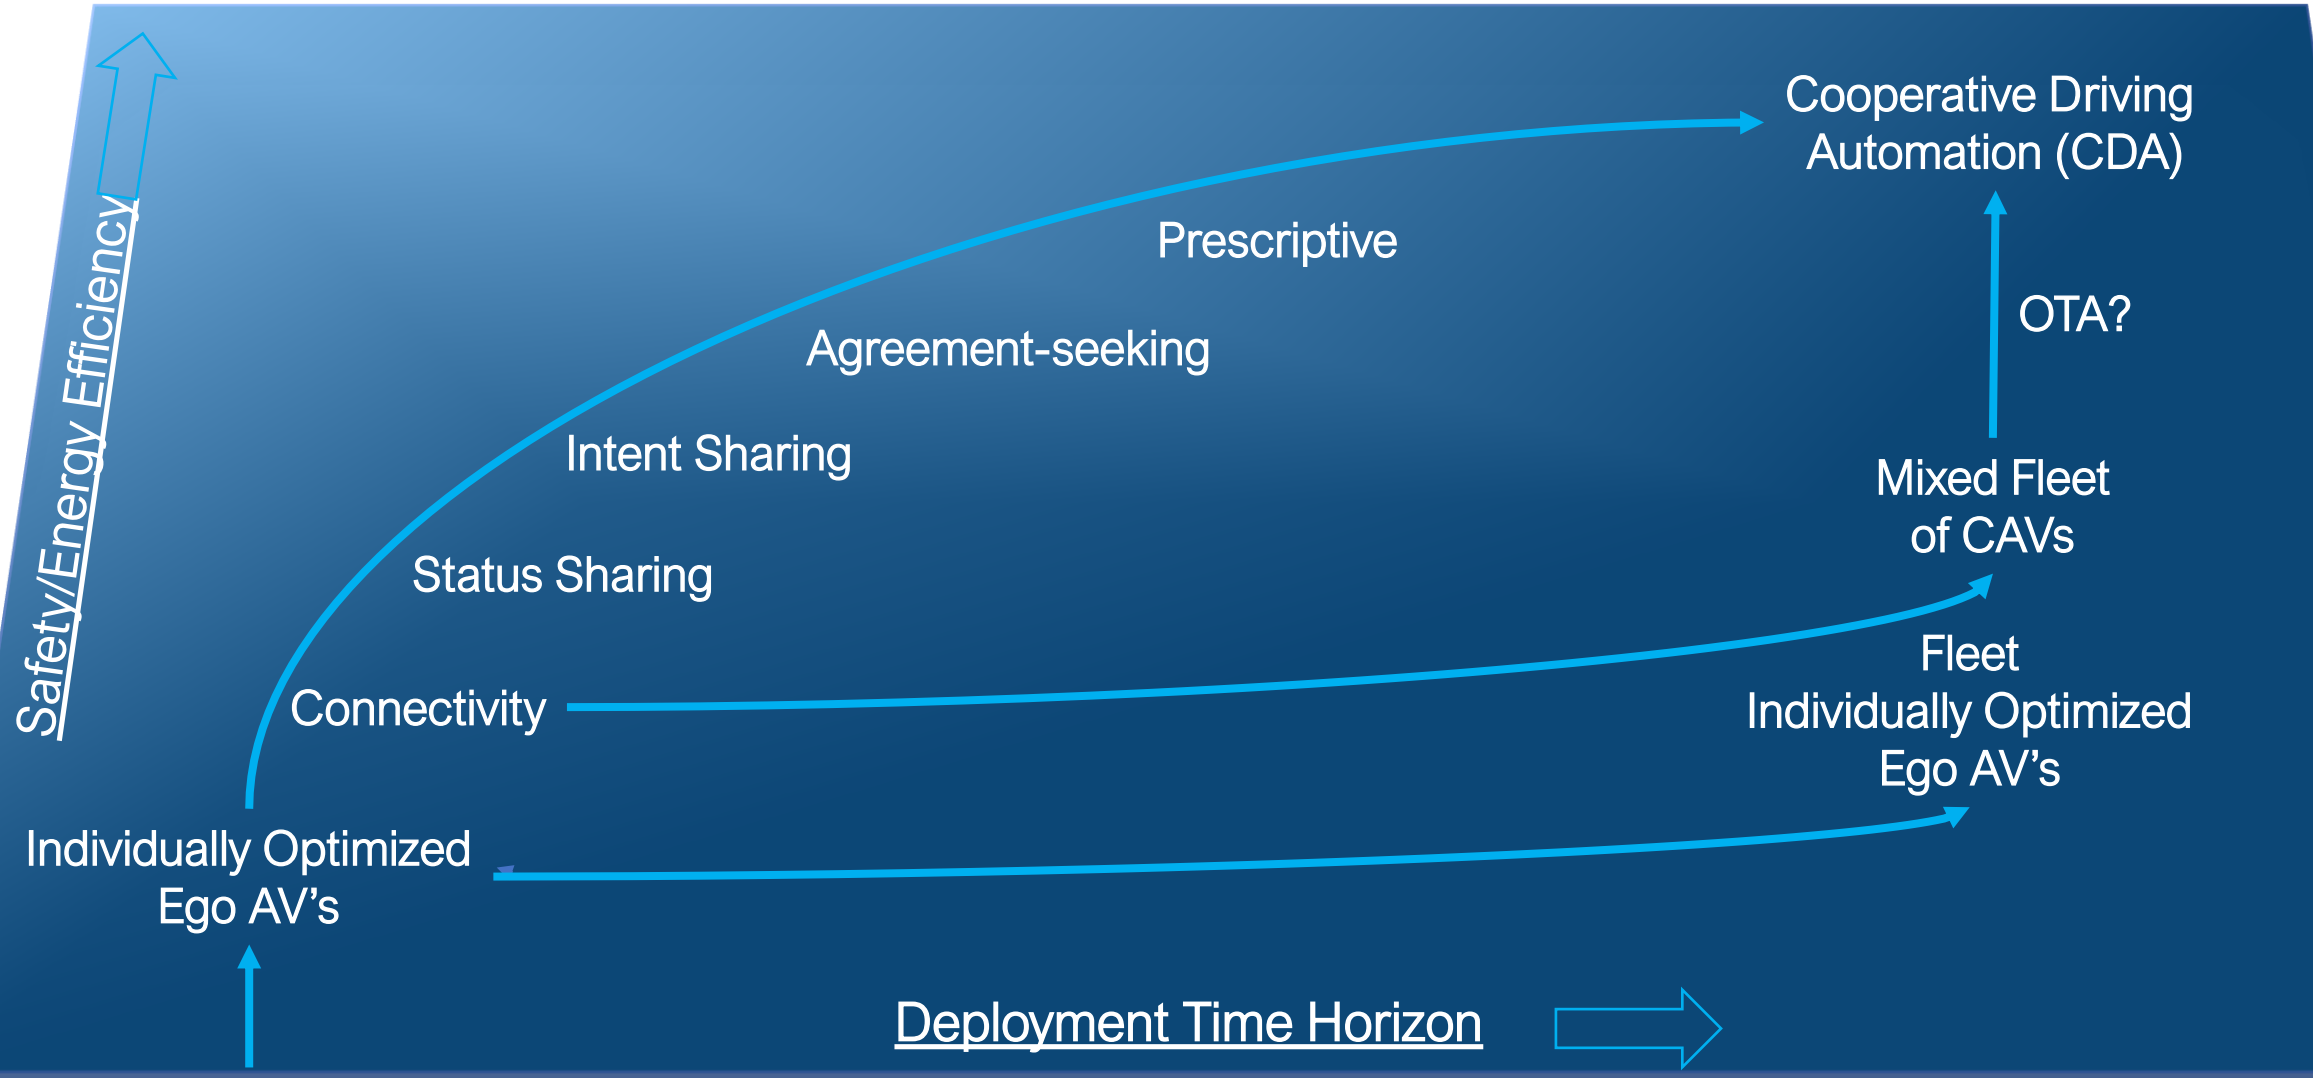 Cooperative Driving
Automation (CDA)
Prescriptive
OTA?
Agreement-seeking
Intent Sharing
Mixed Fleet
of CAVs
Status Sharing
Safety/Energy Efficiency
Connectivity
Fleet
Individually Optimized
Ego AV’s
Individually Optimized
Ego AV’s
Deployment Time Horizon